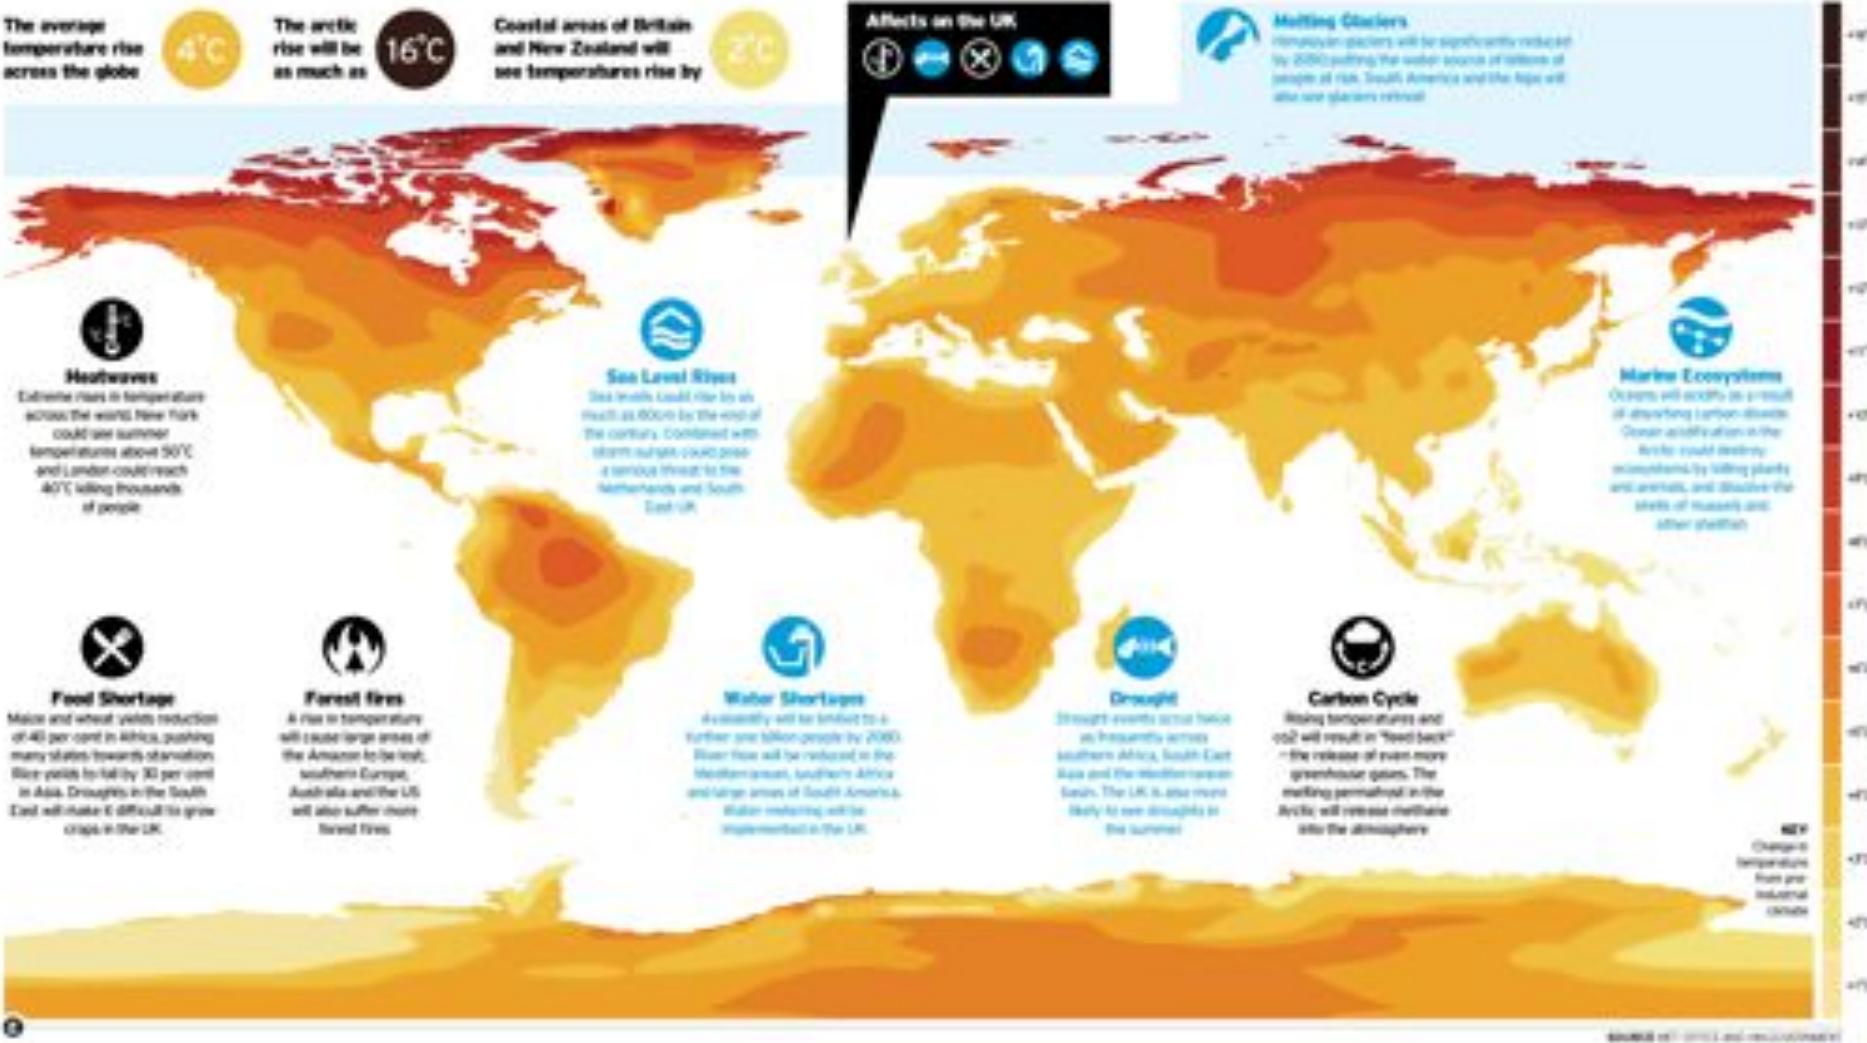 The average
temperature rise
across the globe
4°C
The arctic
rise will be
as much as
16°C
Coastal areas of Britain
and New Zealand will
see temperatures rise by
2°C
Affects on the UK
Melting Glaciers
Himalayan glaciers will be significantly reduced
by 2050 putting the water source of billions of
people at risk. South America and the Alps will
also see glaciers retreat
Heatwaves
Extreme rises in temperature
across the world. New York
could see summer
temperatures above 50°C
and London could reach
40°C killing thousands
of people
Sea Level Rises
Sea levels could rise by as
much as 80cm by the end of
the century. Combined with
storm surges could pose
a serious threat to the
Netherlands and South
East UK
Marine Ecosystems
Oceans will acidify as a result
of absorbing carbon dioxide
Ocean acidification in the
Arctic could destroy
ecosystems by killing plants
and animals, and dissolve the
shells of mussels and
other shellfish
Food Shortage
Maize and wheat yields reduction
of 40 per cent in Africa, pushing
many states towards starvation.
Rice yields to fall by 30 per cent
in Asia. Droughts in the South
East will make it difficult to grow
crops in the UK
Forest fires
A rise in temperature
will cause large areas of
the Amazon to be lost,
southern Europe,
Australia and the US
will also suffer more
forest fires
Water Shortages
Availability will be limited to a
further one billion people by 2080.
River flow will be reduced in the
Mediterranean, southern Africa
and large areas of South America.
Water metering will be
implemented in the UK
Drought
Drought events occur twice
as frequently across
southern Africa, South East
Asia and the Mediterranean
basin. The UK is also more
likely to see droughts in
the summer
Carbon Cycle
Rising temperatures and
co2 will result in "feed back"
- the release of even more
greenhouse gases. The
melting permafrost in the
Arctic will release methane
into the atmosphere
KEY
Change in
temperature
from pre-
industrial
climate
SOURCE: MET OFFICE AND HM GOVERNMENT